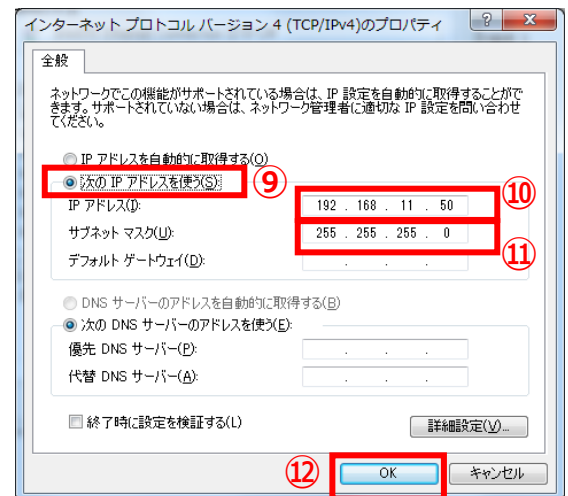 インターネット プロトコル バージョン 4 (TCP/IPv4)のプロパティ
?
X
全般
ネットワークでこの機能がサポートされている場合は、IP 設定を自動的に取得することがで
きます。サポートされていない場合は、ネットワーク管理者に適切な IP 設定を問い合わせ
てください。
IP アドレスを自動的に取得する(O)
次の IP アドレスを使う(S):
⑨
IP アドレス(I):
192 . 168 . 11 . 50
⑩
サブネット マスク(U):
255 . 255 . 255 . 0
⑪
デフォルト ゲートウェイ(D):
. . .
DNS サーバーのアドレスを自動的に取得する(B)
次の DNS サーバーのアドレスを使う(E):
優先 DNS サーバー(P):
. . .
代替 DNS サーバー(A):
. . .
終了時に設定を検証する(L)
詳細設定(V)...
⑫
OK
キャンセル